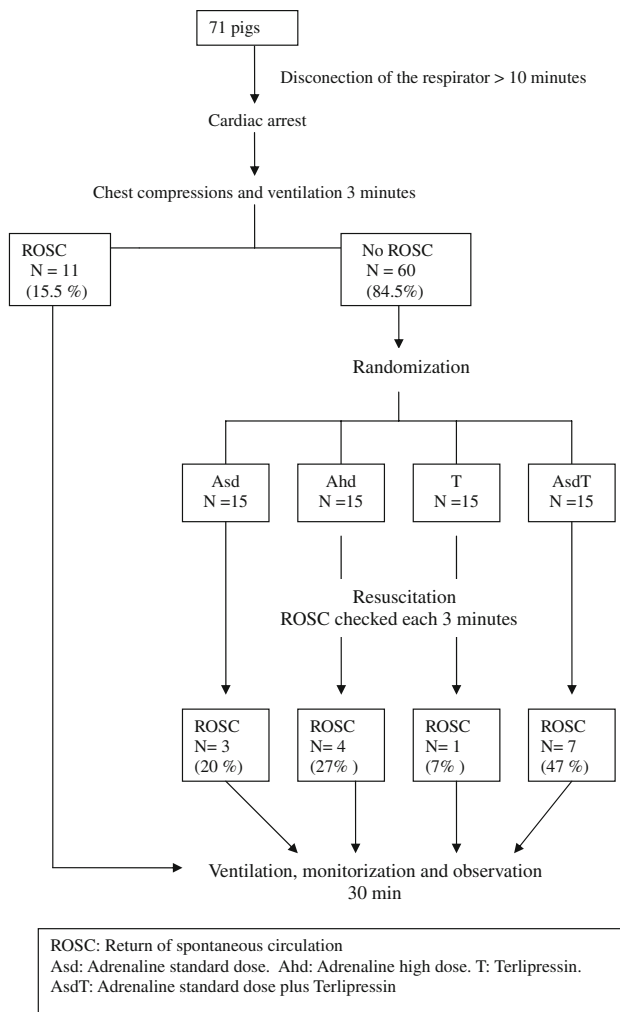 71 pigs
Disconection of the respirator > 10 minutes
Cardiac arrest
Chest compressions and ventilation 3 minutes
ROSC
N = 11
(15.5 %)
No ROSC
N = 60
(84.5%)
Randomization
Asd
N =15
Ahd
N =15
T
N =15
AsdT
N =15
Resuscitation
ROSC checked each 3 minutes
ROSC
N= 3
(20 %)
ROSC
N= 4
(27% )
ROSC
N= 1
(7% )
ROSC
N= 7
(47 %)
Ventilation, monitorization and observation
30 min
ROSC: Return of spontaneous circulation
Asd: Adrenaline standard dose. Ahd: Adrenaline high dose. T: Terlipressin.
AsdT: Adrenaline standard dose plus Terlipressin